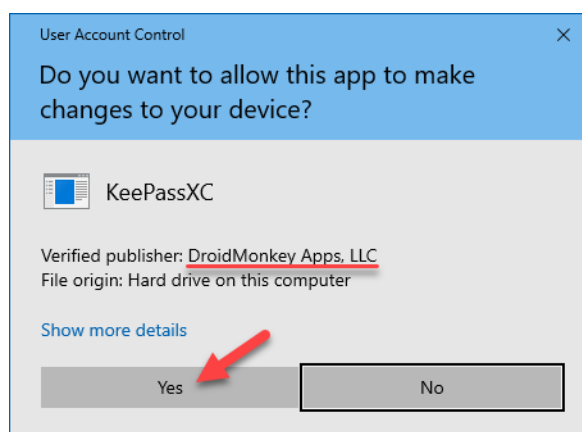 User Account Control
Do you want to allow this app to make
changes to your device?
KeePassXC
Verified publisher: DroidMonkey Apps, LLC
File origin: Hard drive on this computer
Show more details
Yes
No